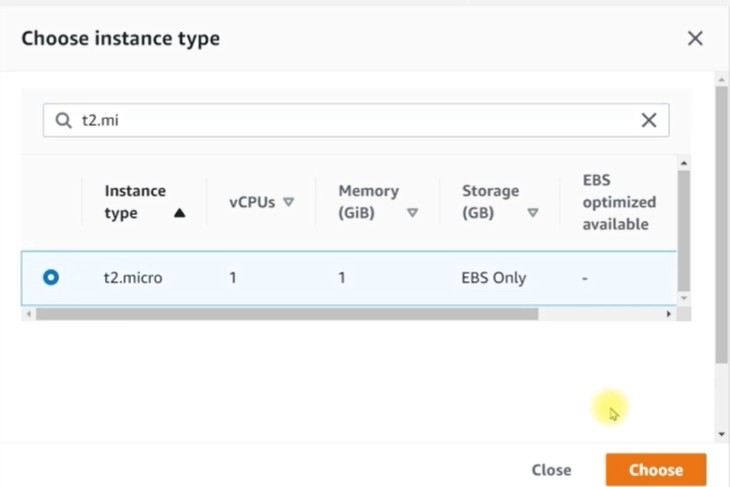 Choose instance type
t2.mi
Instance type
vCPUs
Memory (GiB)
Storage (GB)
EBS optimized available
t2.micro 1 1 EBS Only -
Close Choose